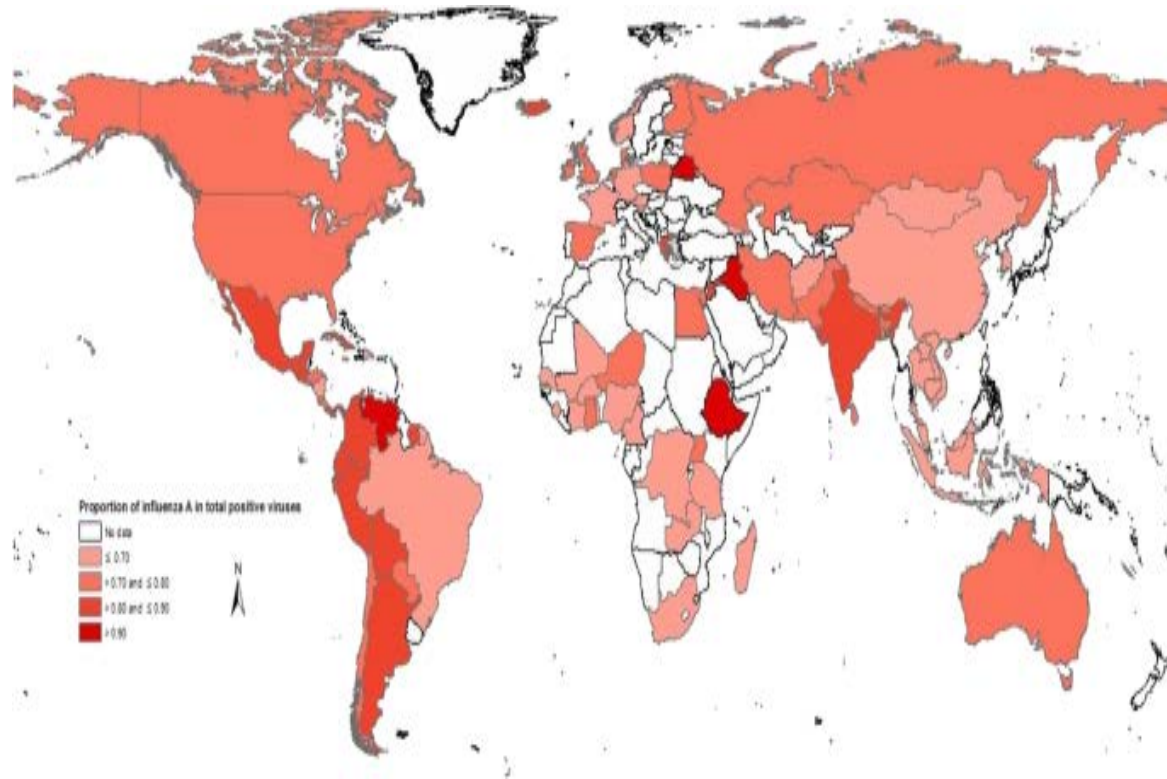 Proportion of influenza A in total positive viruses
No data
≤ 0.70
> 0.70 and ≤ 0.80
> 0.80 and ≤ 0.90
> 0.90
N